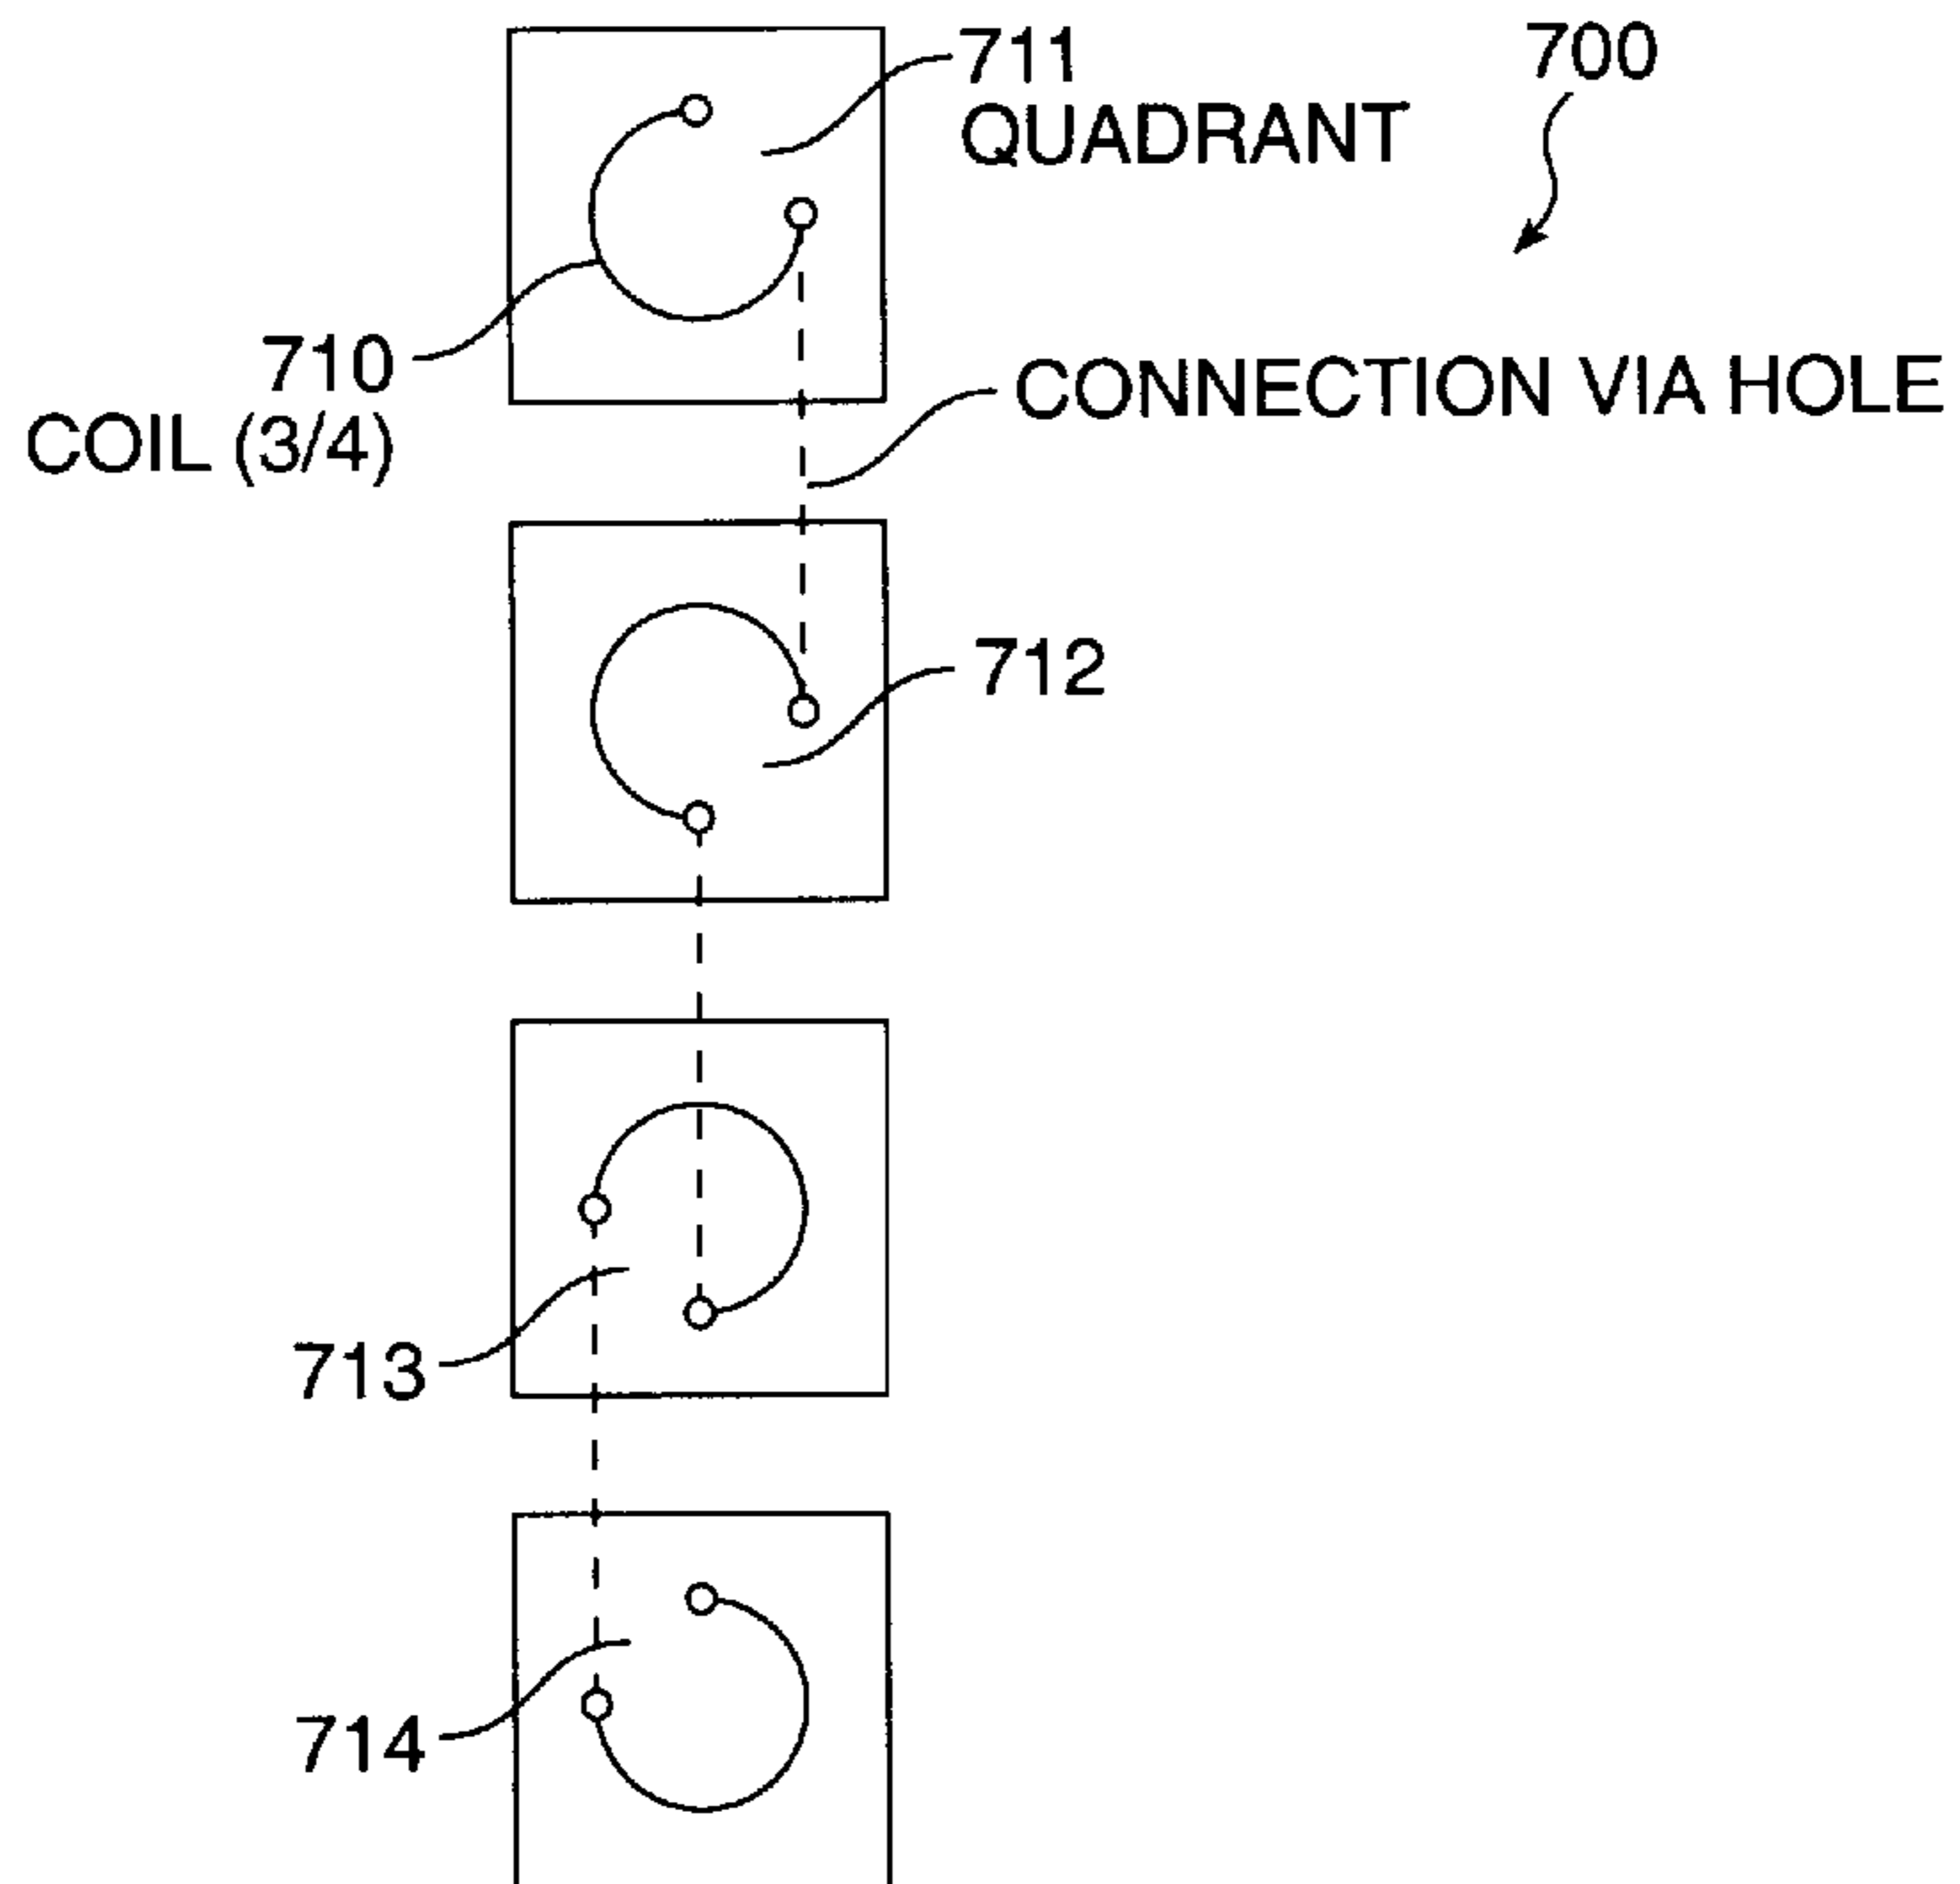 711
QUADRANT
700
710
COIL (3/4)
CONNECTION VIA HOLE
712
713
714